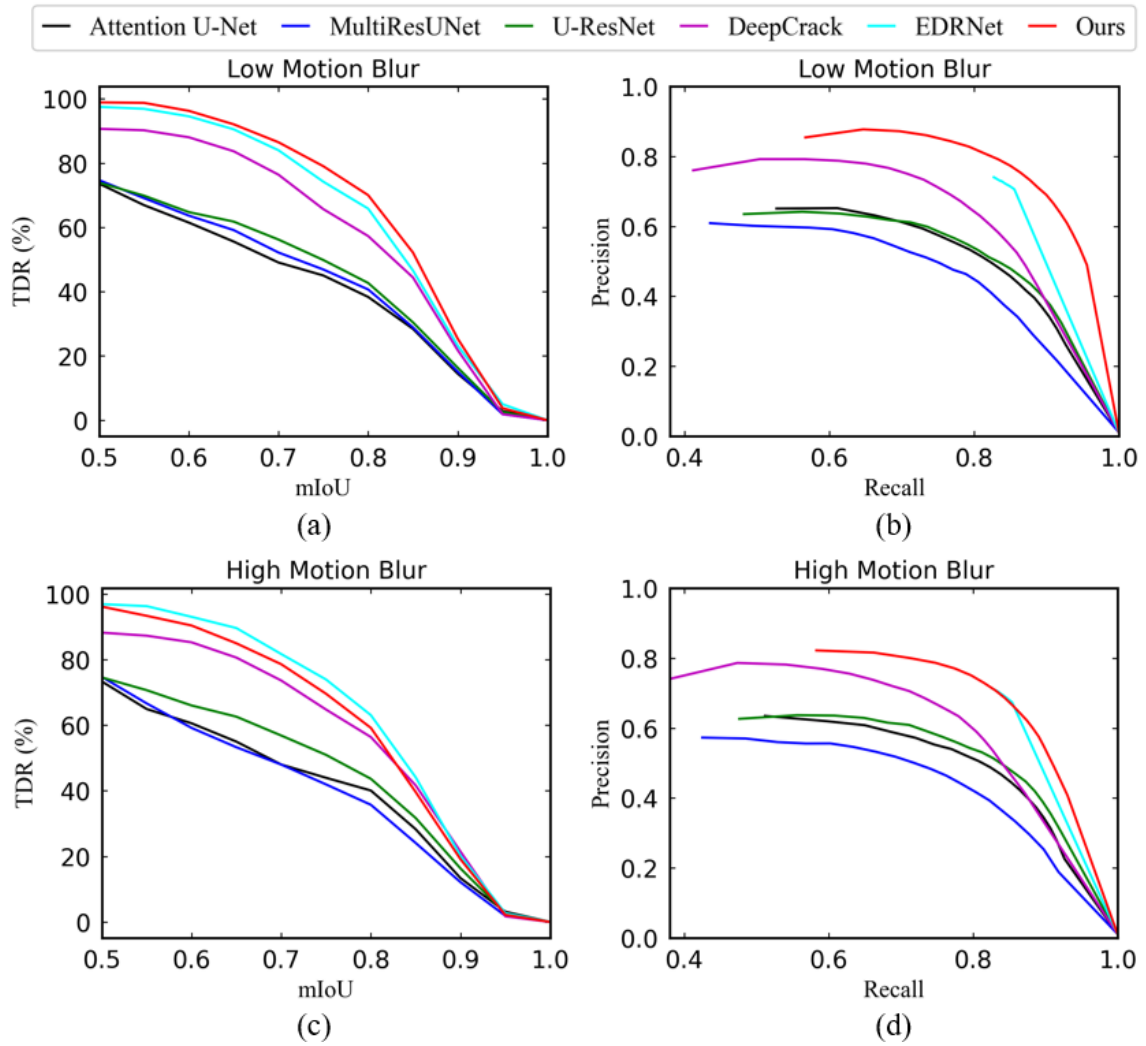 Attention U-Net MultiResUNet U-ResNet DeepCrack EDRNet Ours
Low Motion Blur
100
80
60
40
20
0
TDR (%)
0.5 0.6 0.7 0.8 0.9 1.0
mIoU
(a)
Low Motion Blur
1.0
0.8
0.6
0.4
0.2
0.0
Precision
0.4 0.6 0.8 1.0
Recall
(b)
High Motion Blur
100
80
60
40
20
0
TDR (%)
0.5 0.6 0.7 0.8 0.9 1.0
mIoU
(c)
High Motion Blur
1.0
0.8
0.6
0.4
0.2
0.0
Precision
0.4 0.6 0.8 1.0
Recall
(d)